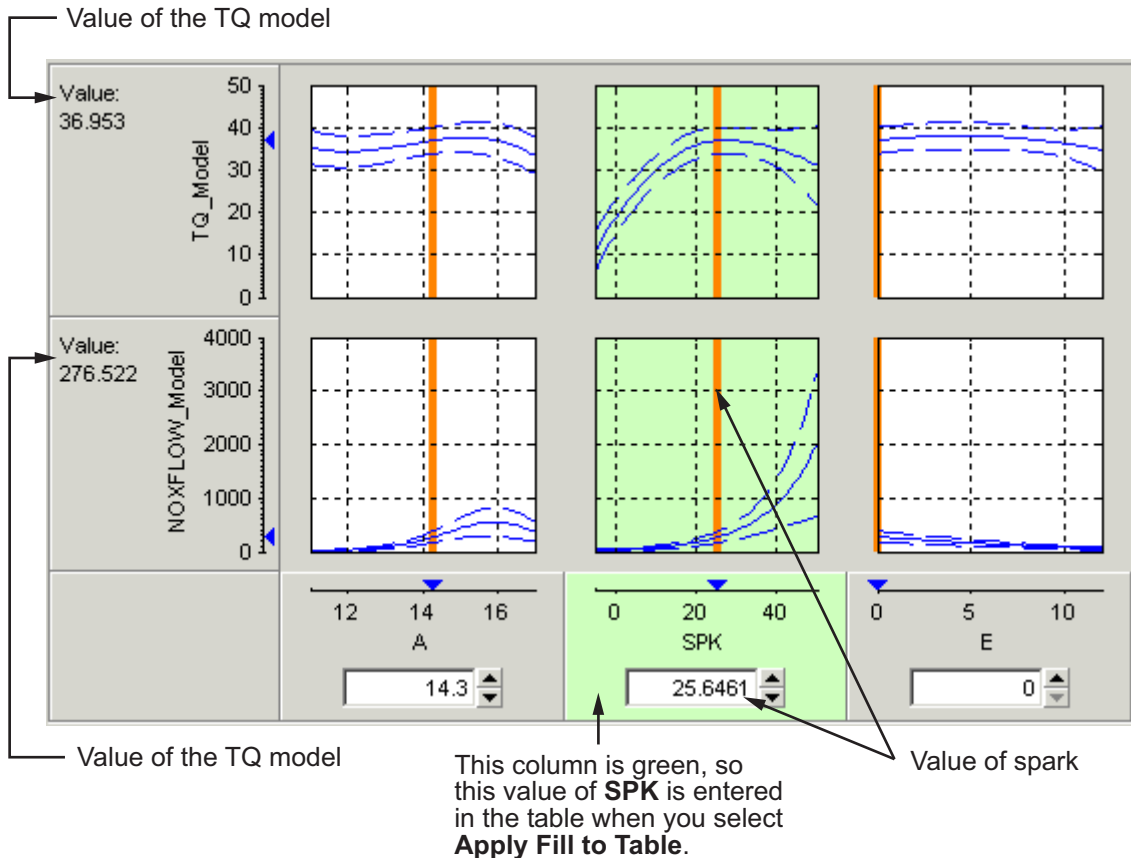 Value of the TQ model
Value:
36.953
TQ_Model
50
40
30
20
10
0
Value:
276.522
NOXFLOW_Model
4000
3000
2000
1000
0
12 14 16
A
14.3
0 20 40
SPK
25.6461
0 5 10
E
0
Value of the TQ model
This column is green, so
this value of SPK is entered
in the table when you select
Apply Fill to Table.
Value of spark